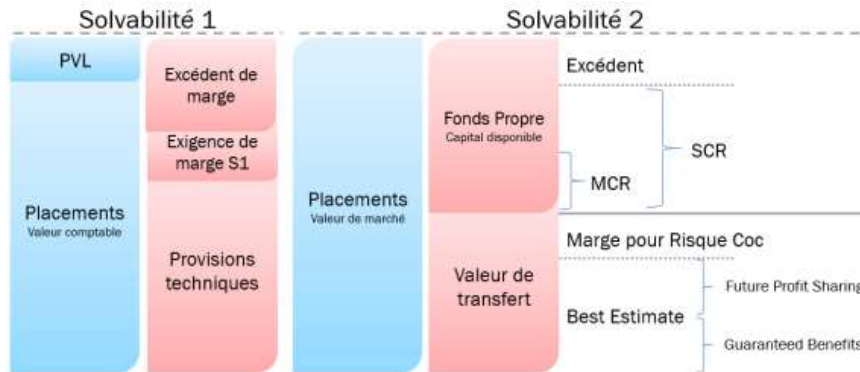 Solvabilité 1
Solvabilité 2
PVL
Placements
Valeur comptable
Excédent de
marge
Exigence de
marge S1
Provisions
techniques
Placements
Valeur de marché
Fonds Propre
Capital disponible
Valeur de
transfert
Excédent
SCR
MCR
Marge pour Risque Coc
Best Estimate
Future Profit Sharing
Guaranteed Benefits